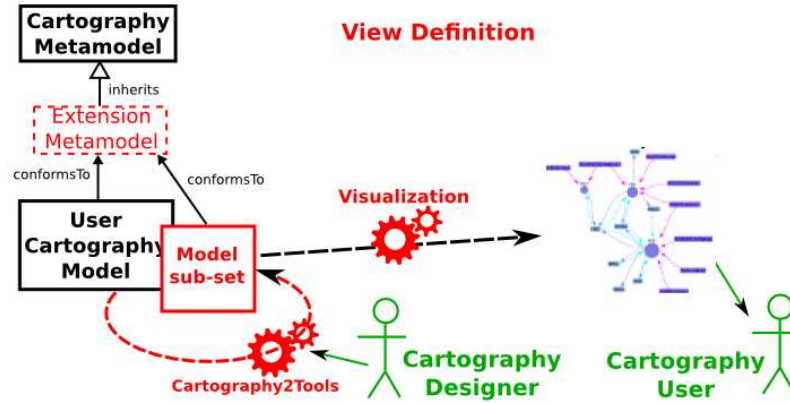 Cartography
Metamodel
View Definition
inherits
Extension
Metamodel
conformsTo
conformsTo
Visualization
User
Cartography
Model
Model
sub-set
Cartography2Tools
Cartography
Designer
Cartography
User